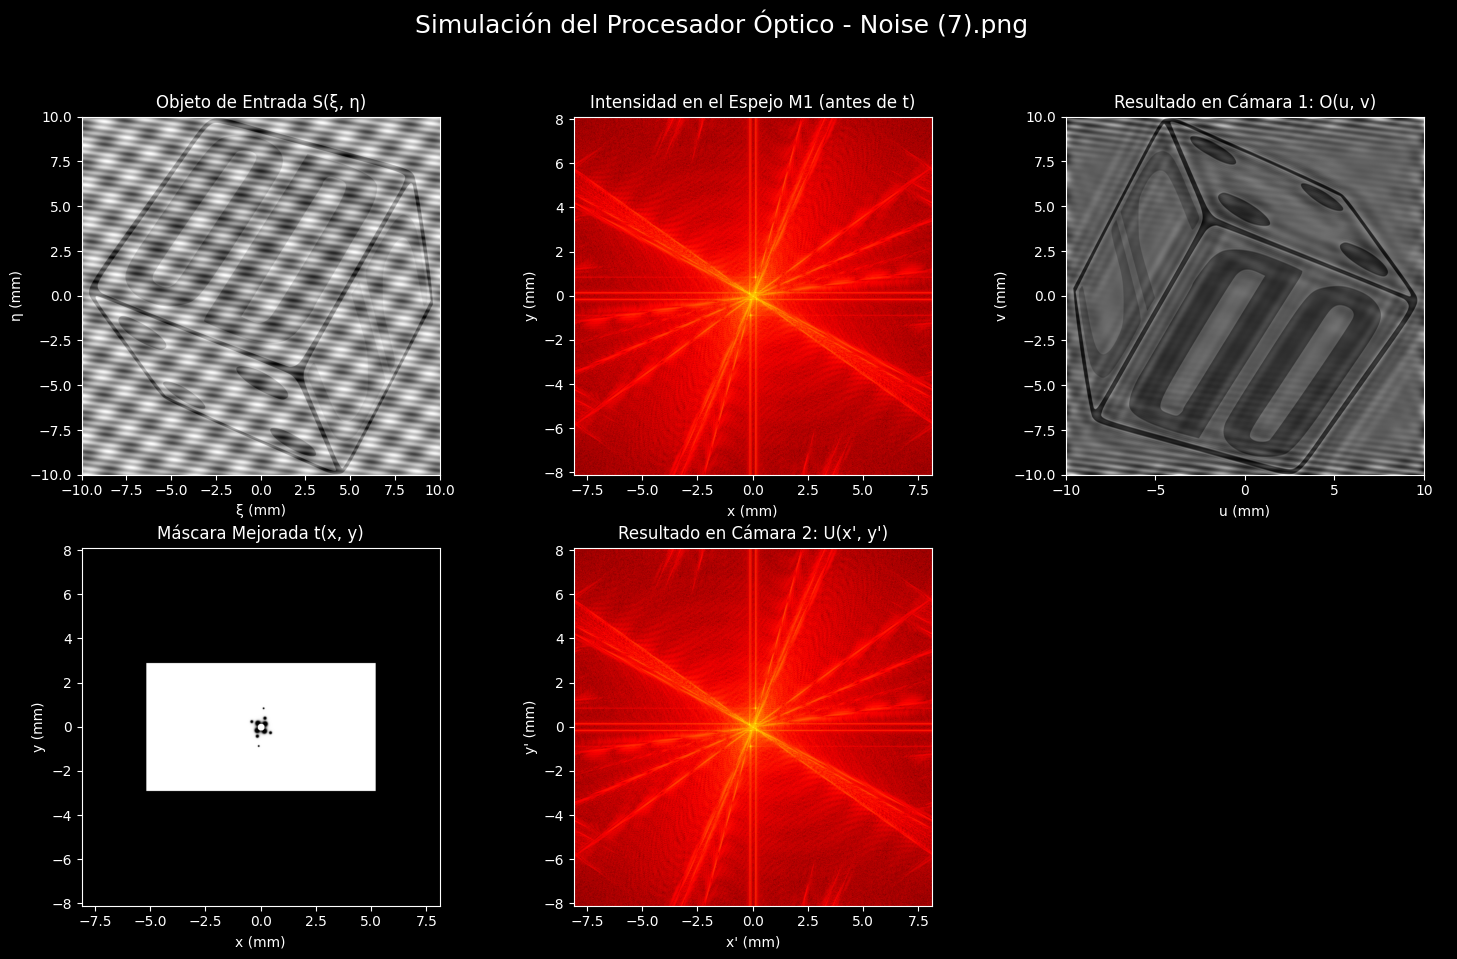 Simulación del Procesador Óptico - Noise (7).png
Objeto de Entrada S(ξ, η)
10.0
7.5
5.0
2.5
0.0
−2.5
−5.0
−7.5
−10.0
η (mm)
−10.0 −7.5 −5.0 −2.5 0.0 2.5 5.0 7.5 10.0
ξ (mm)
Intensidad en el Espejo M1 (antes de t)
8
6
4
2
0
−2
−4
−6
−8
y (mm)
−7.5 −5.0 −2.5 0.0 2.5 5.0 7.5
x (mm)
Resultado en Cámara 1: O(u, v)
10.0
7.5
5.0
2.5
0.0
−2.5
−5.0
−7.5
−10.0
v (mm)
−10 −5 0 5 10
u (mm)
Máscara Mejorada t(x, y)
8
6
4
2
0
−2
−4
−6
−8
y (mm)
−7.5 −5.0 −2.5 0.0 2.5 5.0 7.5
x (mm)
Resultado en Cámara 2: U(x', y')
8
6
4
2
0
−2
−4
−6
−8
y' (mm)
−7.5 −5.0 −2.5 0.0 2.5 5.0 7.5
x' (mm)